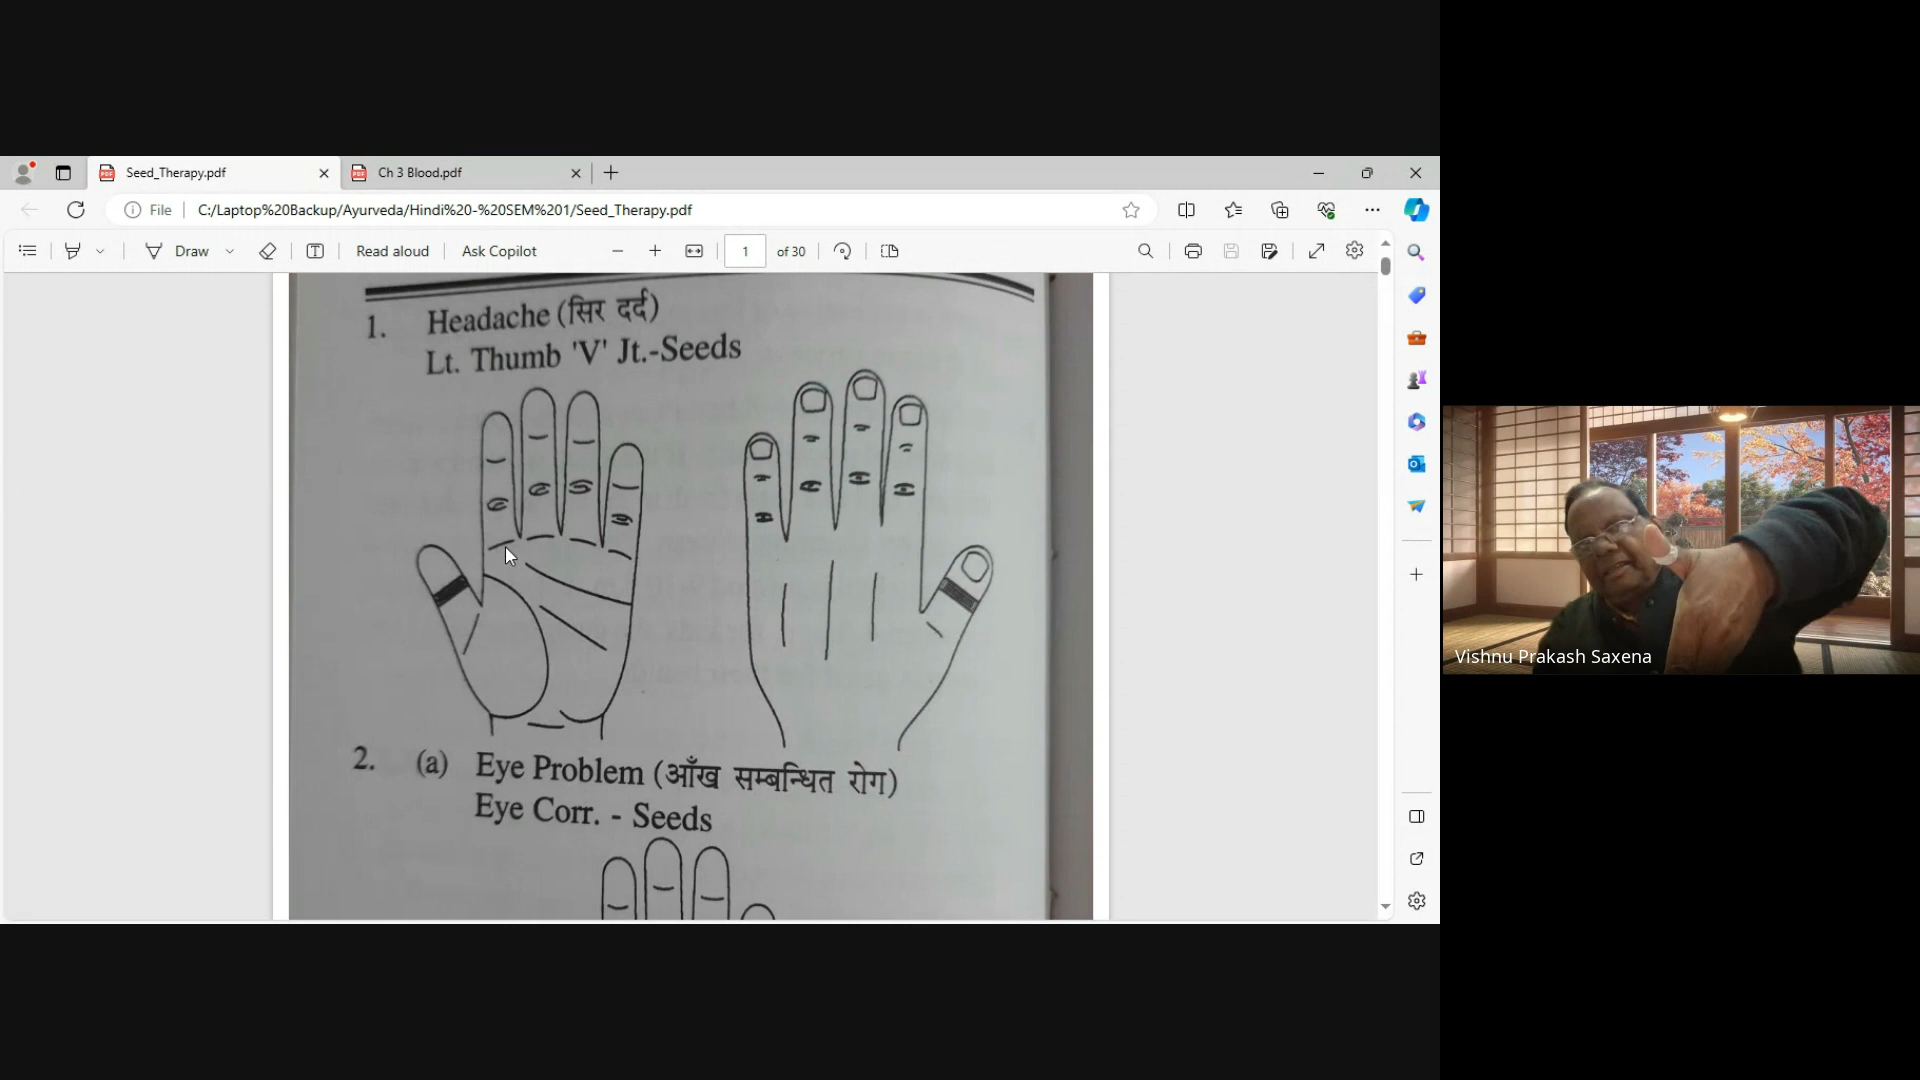 Seed_Therapy.pdf
Ch 3 Blood.pdf
File
C:/Laptop%20Backup/Ayurveda/Hindi%20-%20SEM%201/Seed_Therapy.pdf
Draw
Read aloud
Ask Copilot
1
of 30
1. Headache (सिर दर्द)
Lt. Thumb 'V' Jt.-Seeds
2. (a) Eye Problem (आँख सम्बन्धित रोग)
Eye Corr. - Seeds
Vishnu Prakash Saxena